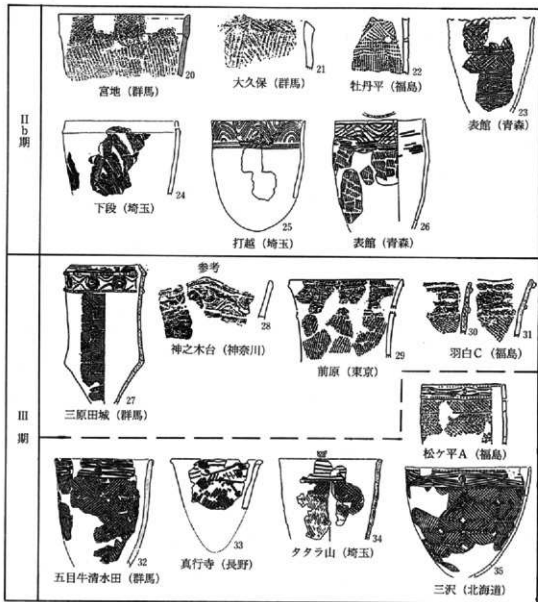 IIb期
20
宮地（群馬）
21
大久保（群馬）
22
牡丹平（福島）
23
表館（青森）
24
下段（埼玉）
25
打越（埼玉）
26
表館（青森）
III期
27
三原田城（群馬）
参考
28
神之木台（神奈川）
29
前原（東京）
30
31
羽白C（福島）
松ケ平A（福島）
32
五目牛清水田（群馬）
33
真行寺（長野）
34
タタラ山（埼玉）
35
三沢（北海道）